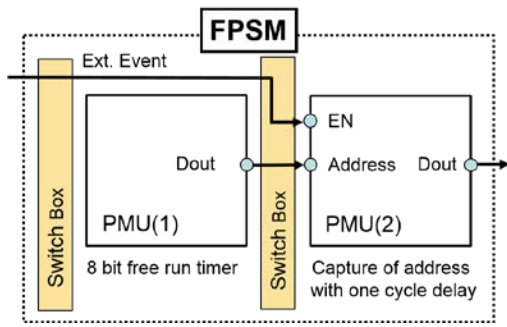 FPSM
Ext. Event
EN
Dout
Address
Dout
PMU(1)
PMU(2)
Switch Box
Switch Box
8 bit free run timer
Capture of address
with one cycle delay